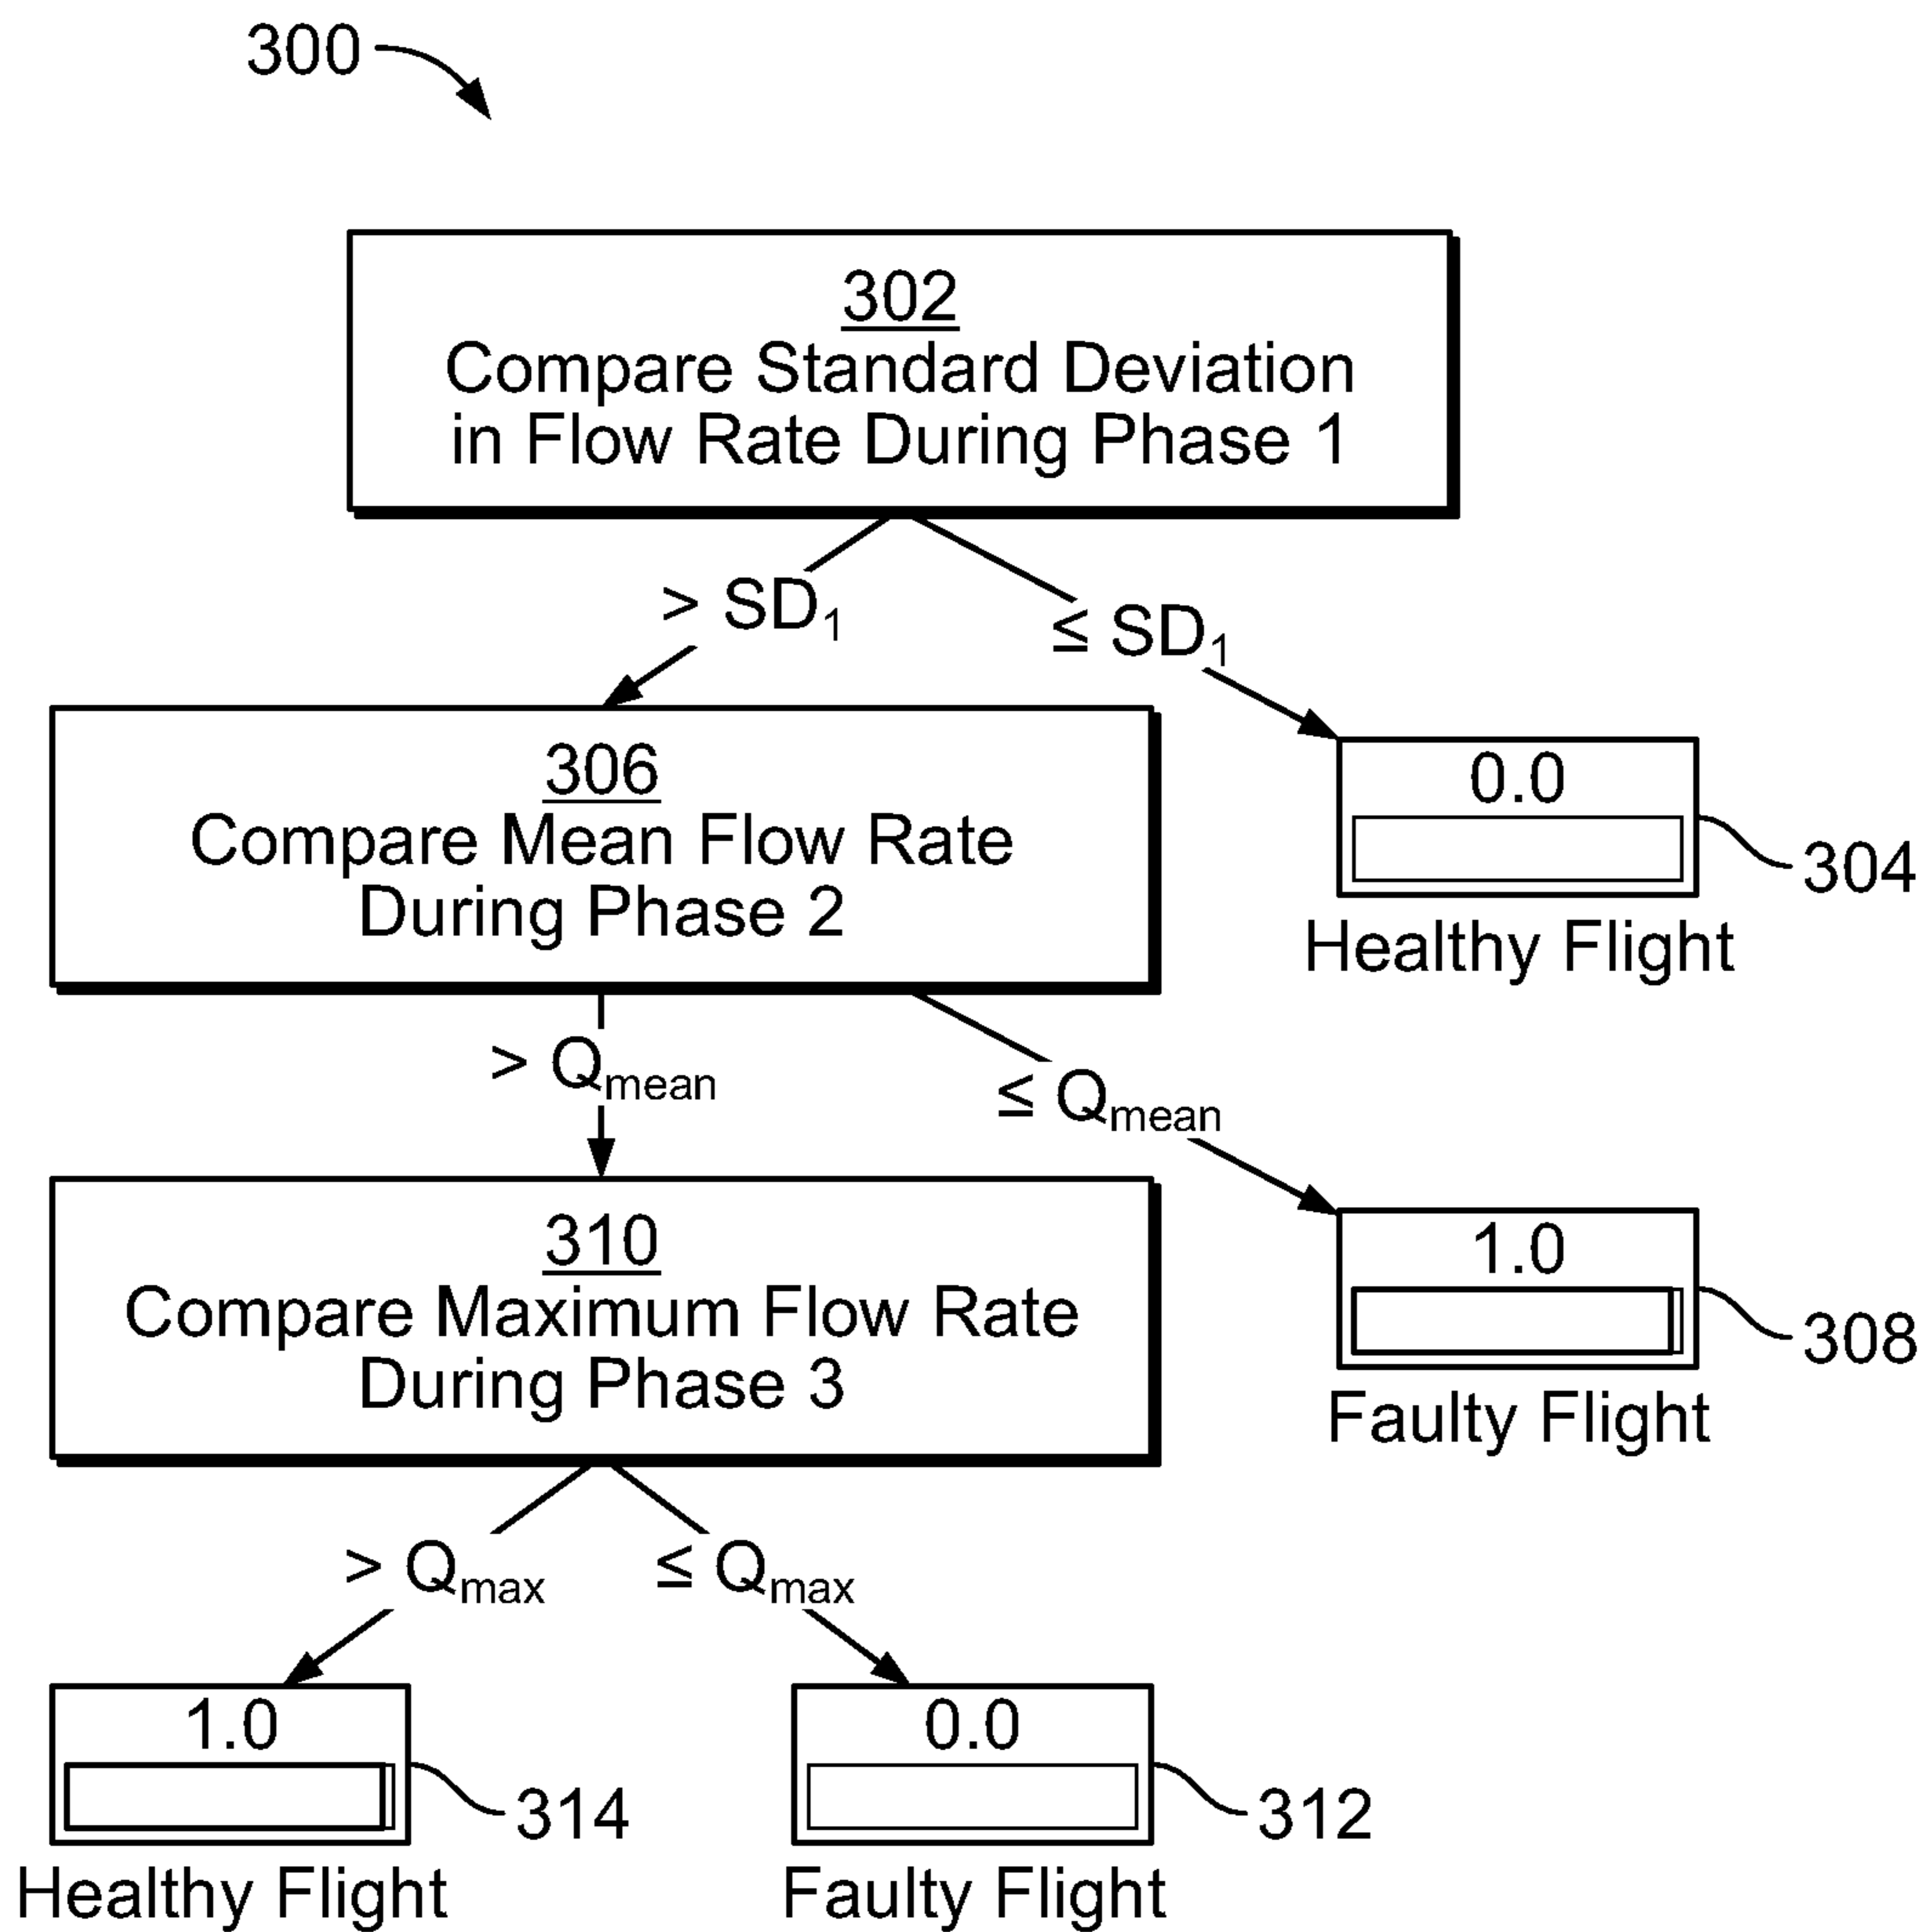 300
302
Compare Standard Deviation
in Flow Rate During Phase 1
> SD₁
≤ SD₁
306
Compare Mean Flow Rate
During Phase 2
0.0
304
Healthy Flight
> Qmean
≤ Qmean
310
Compare Maximum Flow Rate
During Phase 3
1.0
308
Faulty Flight
> Qmax
≤ Qmax
1.0
314
Healthy Flight
0.0
312
Faulty Flight